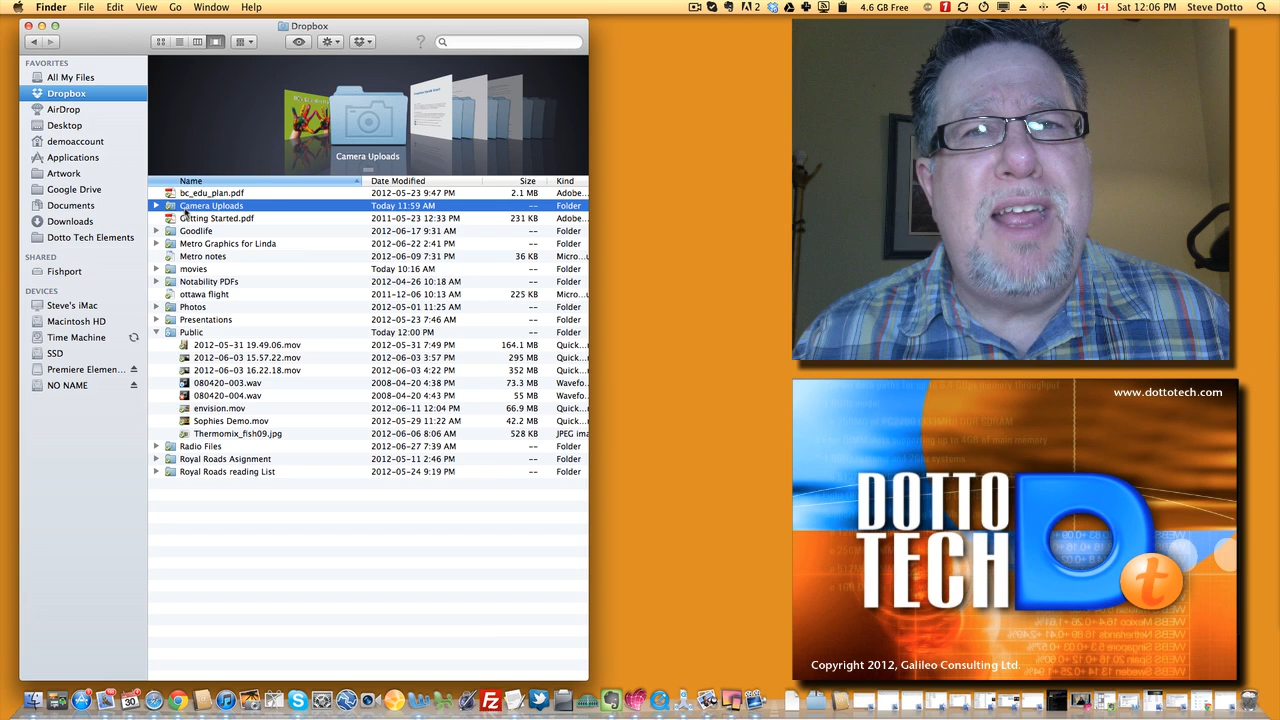 Finder File Edit View Go Window Help 2 4.6 GB Free 1 Sat 12:06 PM Steve Dotto
Dropbox
FAVORITES
All My Files
Dropbox
AirDrop
Desktop
demoaccount
Applications
Artwork
Google Drive
Documents
Downloads
Dotto Tech Elements
SHARED
Fishport
DEVICES
Steve's iMac
Macintosh HD
Time Machine
SSD
Premiere Elemen...
NO NAME
Camera Uploads
Name Date Modified Size Kind
bc_edu_plan.pdf 2012-05-23 9:47 PM 2.1 MB Adobe...
Camera Uploads Today 11:59 AM -- Folder
Getting Started.pdf 2011-05-23 12:33 PM 231 KB Adobe...
Goodlife 2012-06-17 9:31 AM -- Folder
Metro Graphics for Linda 2012-06-22 2:41 PM -- Folder
Metro notes 2012-06-09 7:31 PM 36 KB Micro...
movies Today 10:16 AM -- Folder
Notability PDFs 2012-04-26 10:18 AM -- Folder
ottawa flight 2011-12-06 10:13 AM 225 KB Micro...
Photos 2012-05-01 11:25 AM -- Folder
Presentations 2012-05-23 7:46 PM -- Folder
Public Today 12:00 PM -- Folder
2012-05-31 19.49.06.mov 2012-05-31 7:49 PM 164.1 MB Quick...
2012-06-03 15.57.22.mov 2012-06-03 3:57 PM 295 MB Quick...
2012-06-03 16.22.18.mov 2012-06-03 4:22 PM 352 MB Quick...
080420-003.wav 2008-04-20 4:38 PM 73.3 MB Wavefo...
080420-004.wav 2008-04-20 4:43 PM 55 MB Wavefo...
envision.mov 2012-06-11 12:04 PM 66.9 MB Quick...
Sophies Demo.mov 2012-05-29 11:22 AM 42.2 MB Quick...
Thermomix_fish09.jpg 2012-06-06 8:06 AM 528 KB JPEG ima
Radio Files 2012-06-27 7:39 AM -- Folder
Royal Roads Asignment 2012-05-11 2:46 PM -- Folder
Royal Roads reading List 2012-05-24 9:19 PM -- Folder
www.dottotech.com
DOTTO
TECH
t
Copyright 2012, Galileo Consulting Ltd.